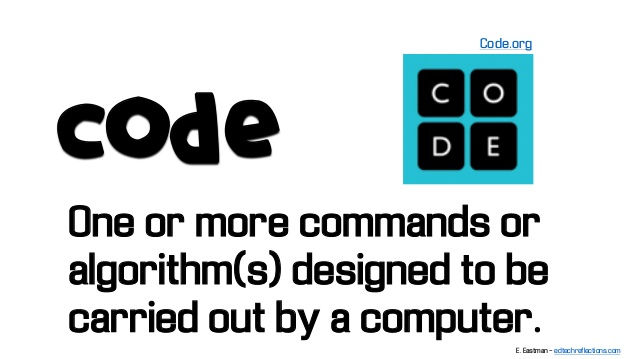 Code.org
code
C O
D E
One or more commands or
algorithm(s) designed to be
carried out by a computer.
E. Eastman – edtechreflections.com